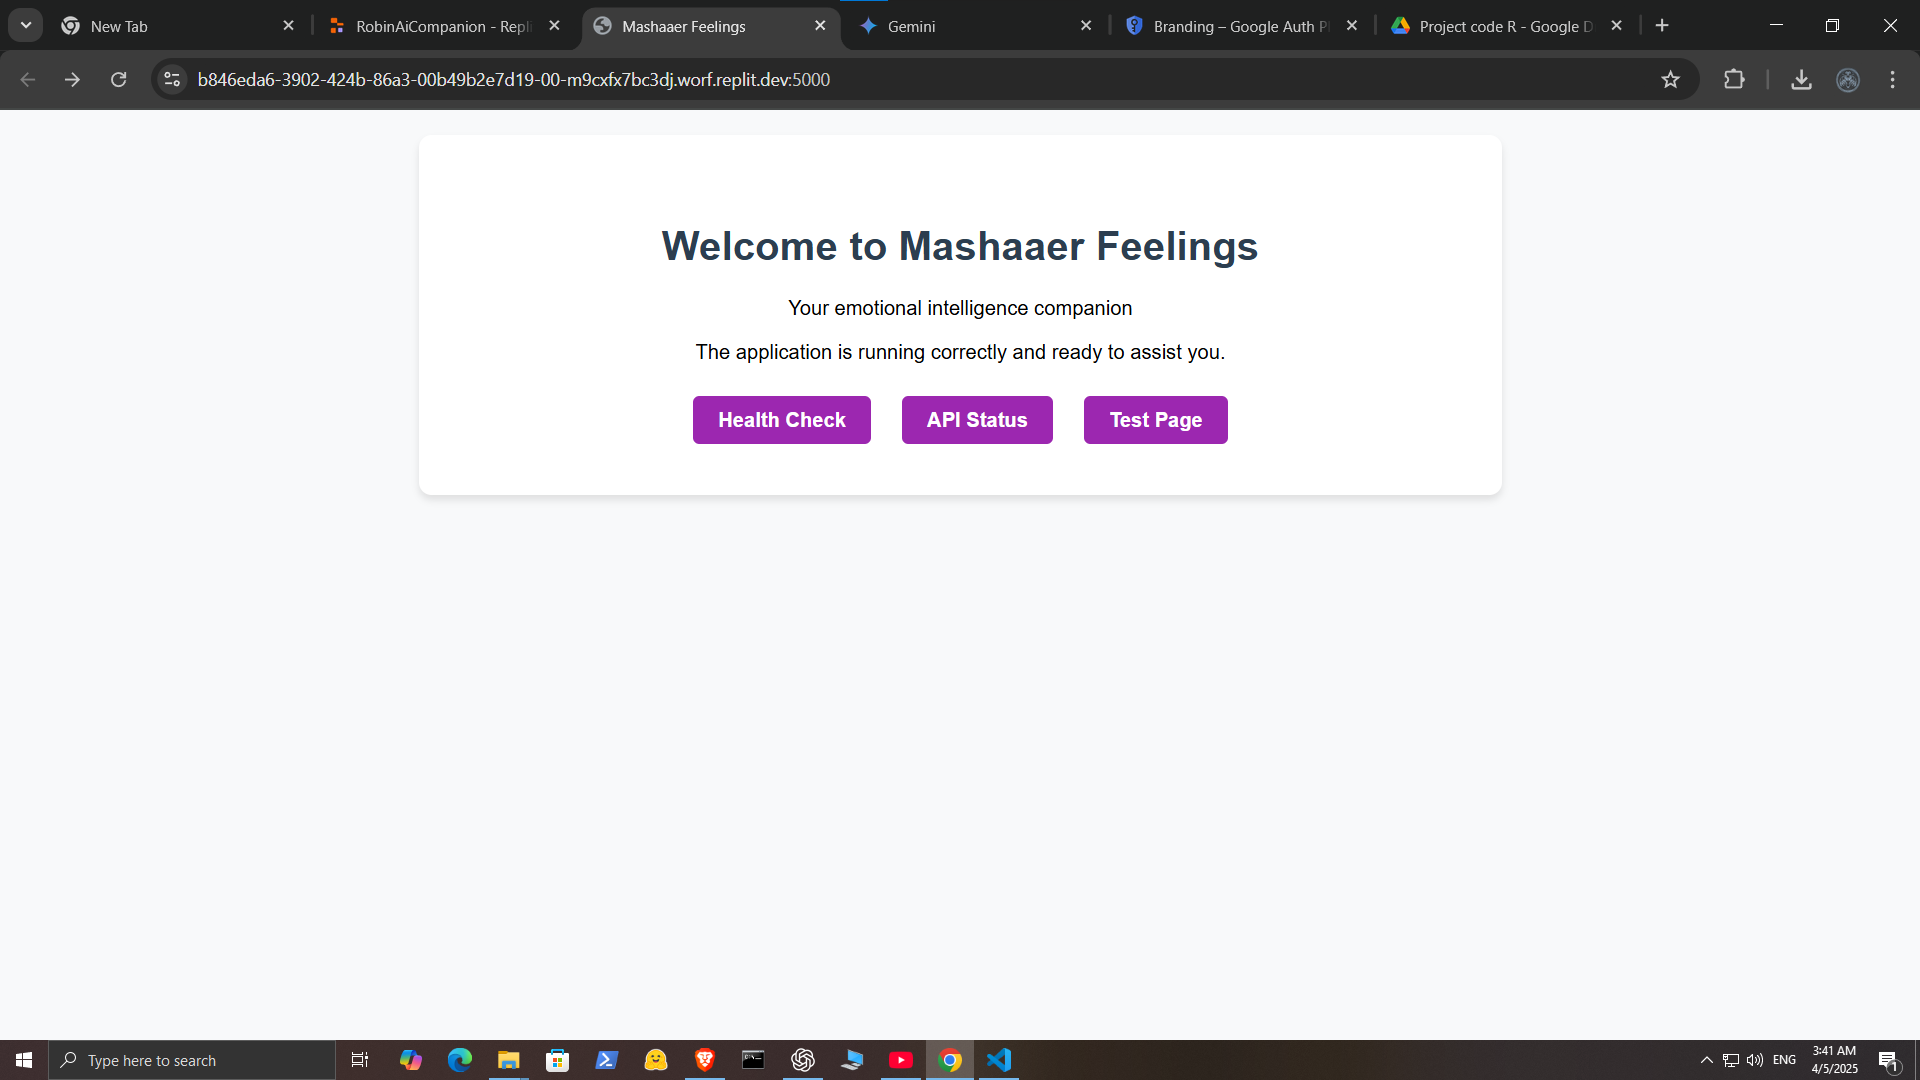 New Tab
RobinAiCompanion - Repli
Mashaaer Feelings
Gemini
Branding – Google Auth Pl
Project code R - Google D
b846eda6-3902-424b-86a3-00b49b2e7d19-00-m9cxfx7bc3dj.worf.replit.dev:5000
Welcome to Mashaaer Feelings
Your emotional intelligence companion
The application is running correctly and ready to assist you.
Health Check
API Status
Test Page
Type here to search
ENG
3:41 AM
4/5/2025
1